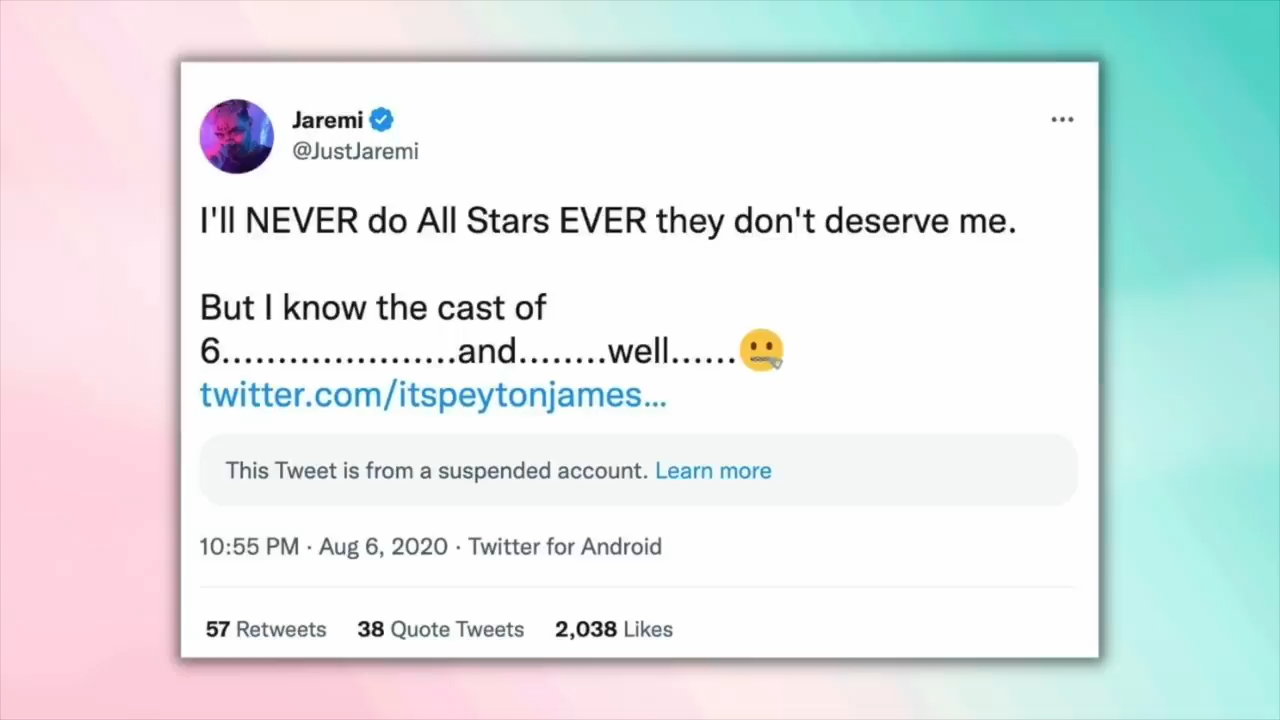 Jaremi
@JustJaremi
I'll NEVER do All Stars EVER they don't deserve me.
But I know the cast of
6.....................and........well......🤐
twitter.com/itspeytonjames...
This Tweet is from a suspended account. Learn more
10:55 PM · Aug 6, 2020 · Twitter for Android
57 Retweets 38 Quote Tweets 2,038 Likes